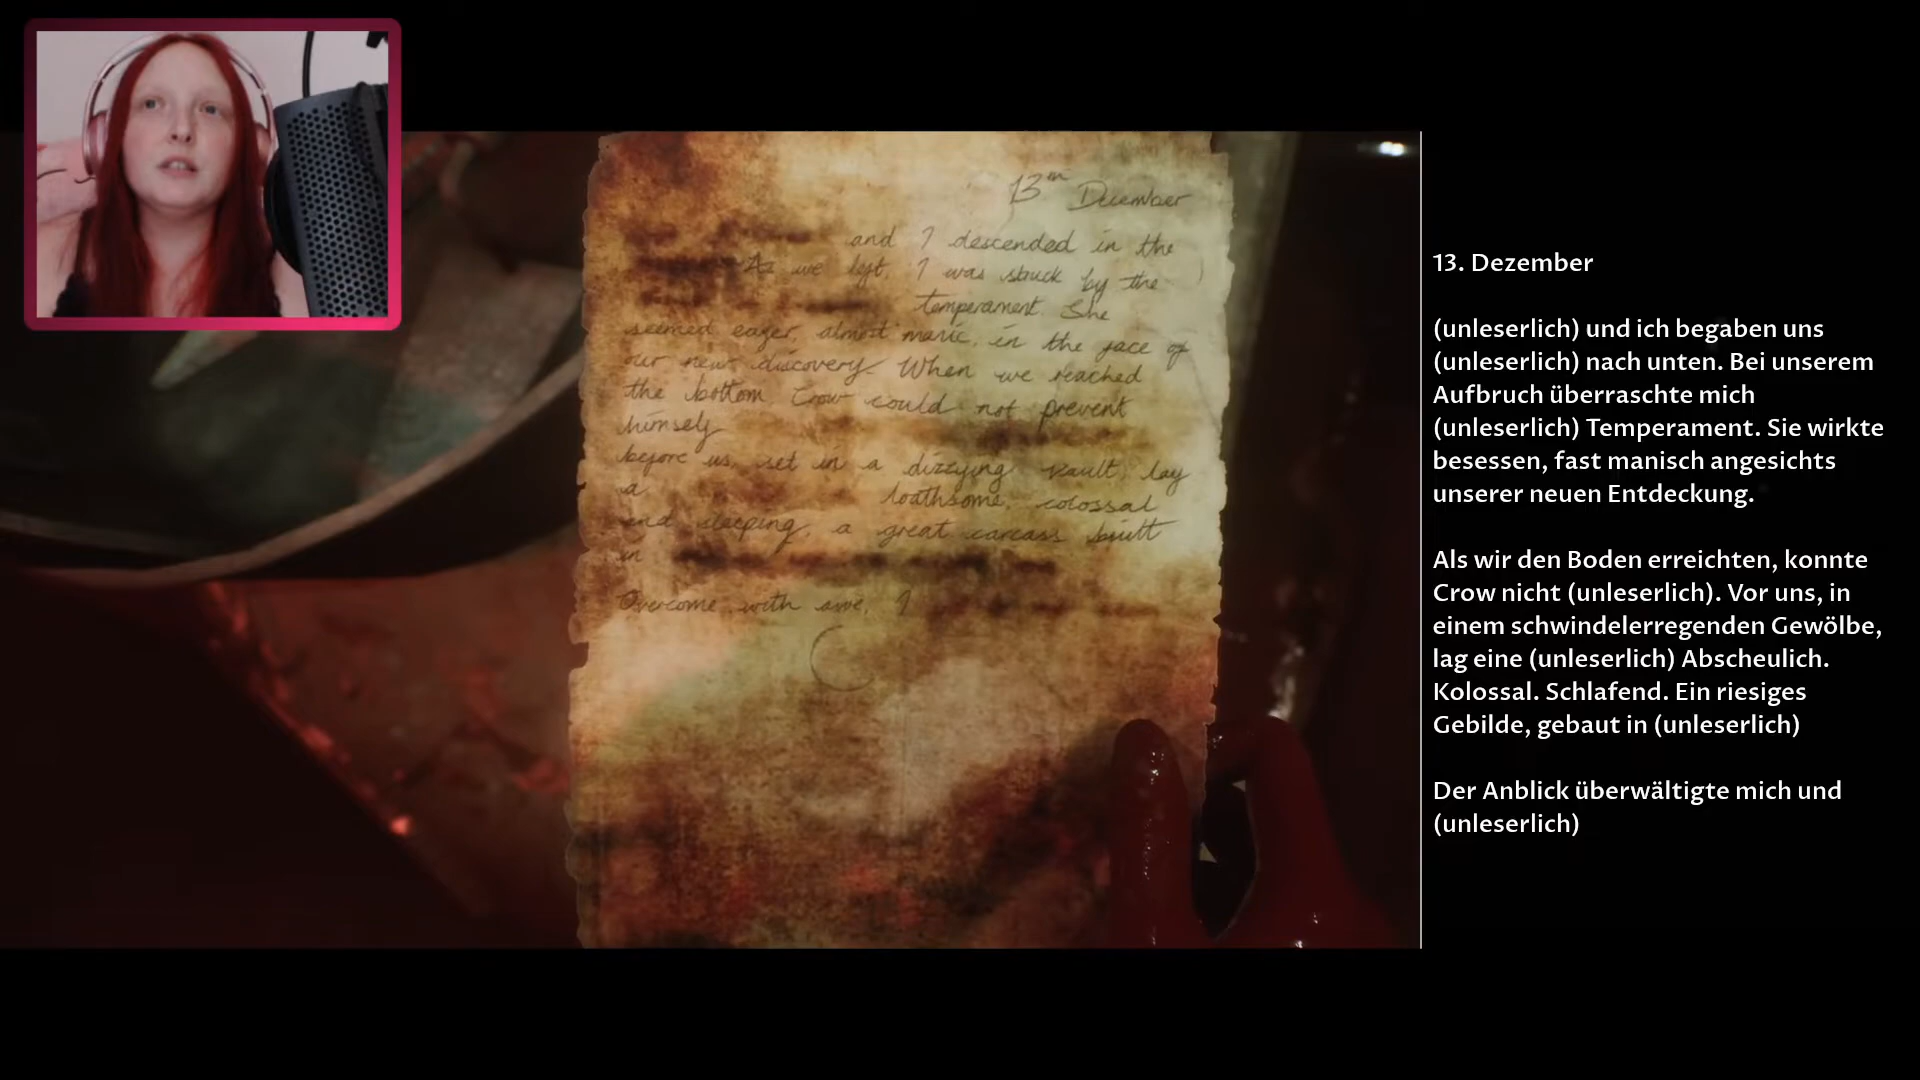 13th December
and I descended in the
As we left, I was struck by the
temperament. She
seemed eager, almost manic, in the face of
our new discovery. When we reached
the bottom, Crow could not prevent
himself
before us, set in a dizzying vault, lay
a loathsome, colossal
and sleeping, a great carcass built
in
Overcome with awe, I
13. Dezember
(unleserlich) und ich begaben uns
(unleserlich) nach unten. Bei unserem
Aufbruch überraschte mich
(unleserlich) Temperament. Sie wirkte
besessen, fast manisch angesichts
unserer neuen Entdeckung.
Als wir den Boden erreichten, konnte
Crow nicht (unleserlich). Vor uns, in
einem schwindelerregenden Gewölbe,
lag eine (unleserlich) Abscheulich.
Kolossal. Schlafend. Ein riesiges
Gebilde, gebaut in (unleserlich)
Der Anblick überwältigte mich und
(unleserlich)